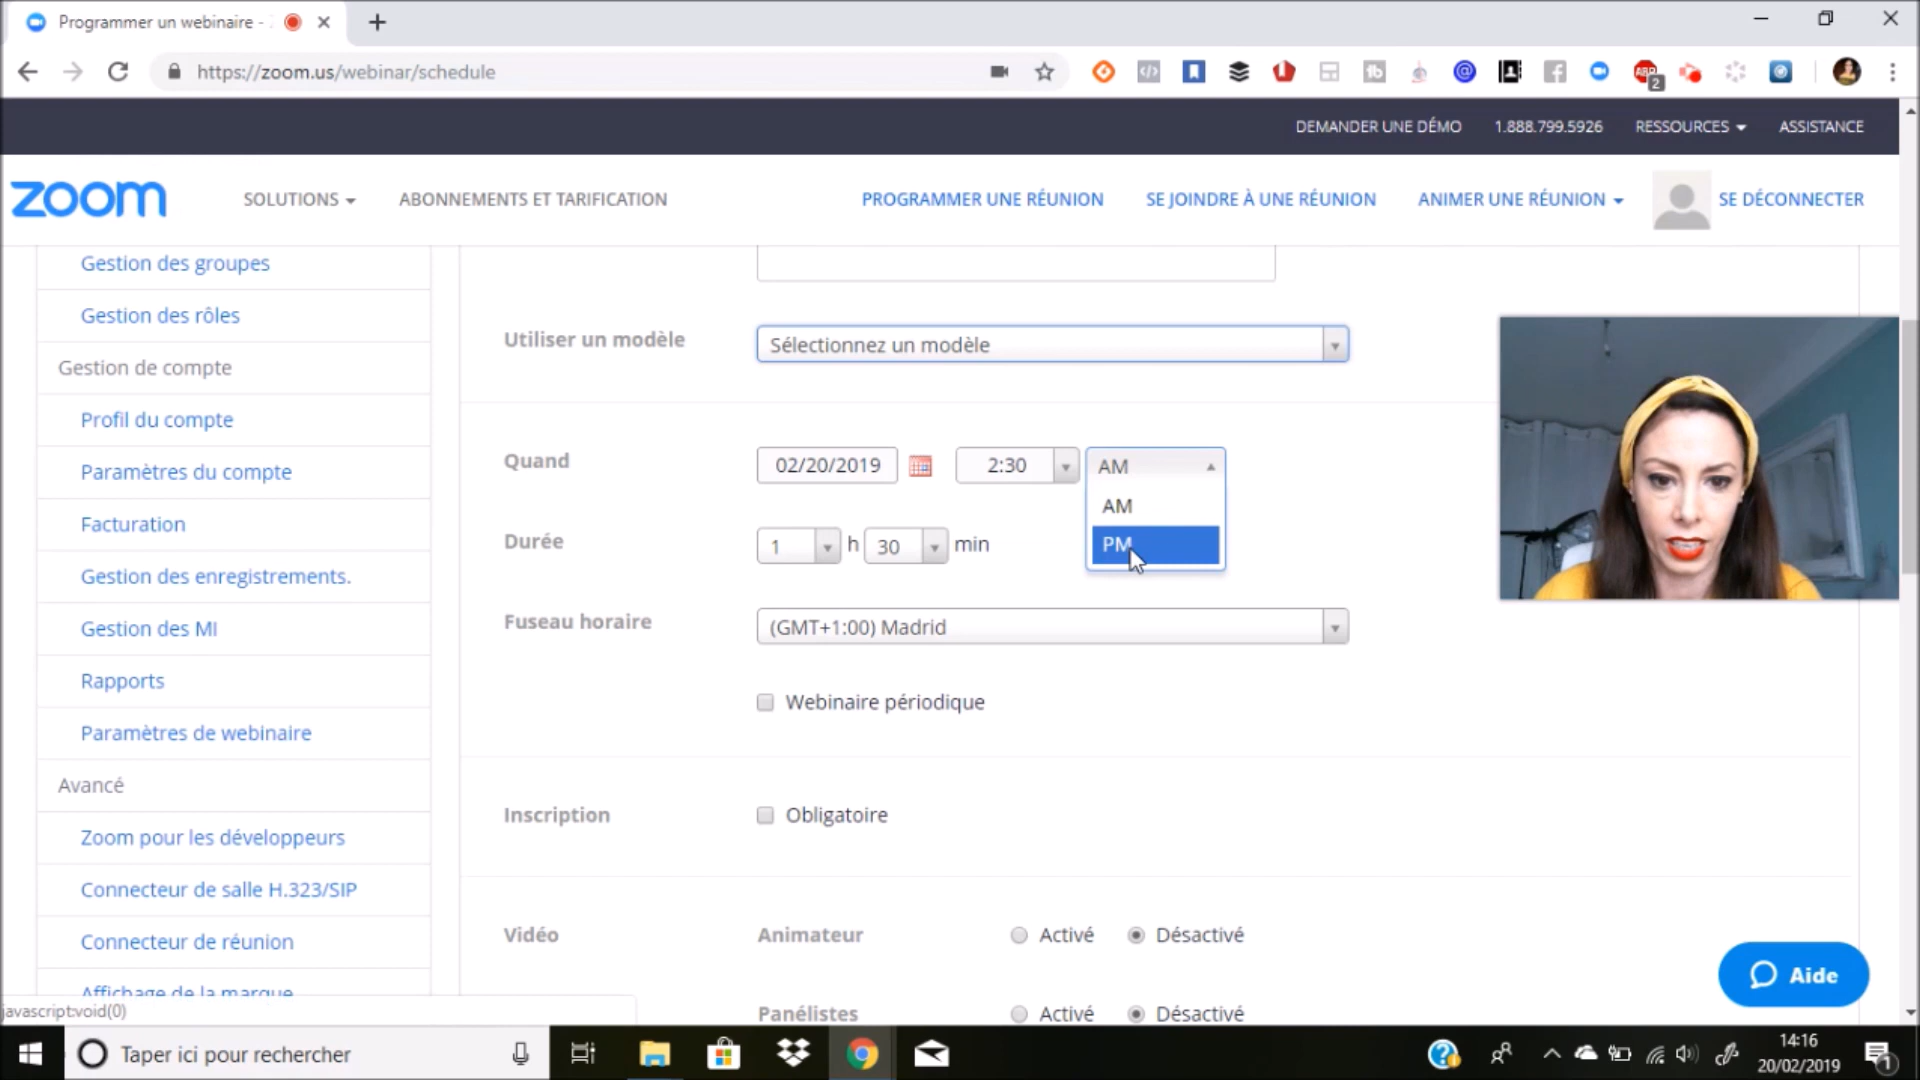 Programmer un webinaire -
https://zoom.us/webinar/schedule
ABP
2
DEMANDER UNE DÉMO 1.888.799.5926 RESSOURCES ASSISTANCE
zoom SOLUTIONS ABONNEMENTS ET TARIFICATION PROGRAMMER UNE RÉUNION SE JOINDRE À UNE RÉUNION ANIMER UNE RÉUNION SE DÉCONNECTER
Gestion des groupes
Gestion des rôles
Gestion de compte
Profil du compte
Paramètres du compte
Facturation
Gestion des enregistrements.
Gestion des MI
Rapports
Paramètres de webinaire
Avancé
Zoom pour les développeurs
Connecteur de salle H.323/SIP
Connecteur de réunion
Affichage de la marque
Utiliser un modèle Sélectionnez un modèle
Quand 02/20/2019 2:30 AM
AM
PM
Durée 1 h 30 min
Fuseau horaire (GMT+1:00) Madrid
Webinaire périodique
Inscription Obligatoire
Vidéo Animateur Activé Désactivé
Panélistes Activé Désactivé
Aide
javascript:void(0)
Taper ici pour rechercher
14:16
20/02/2019
1